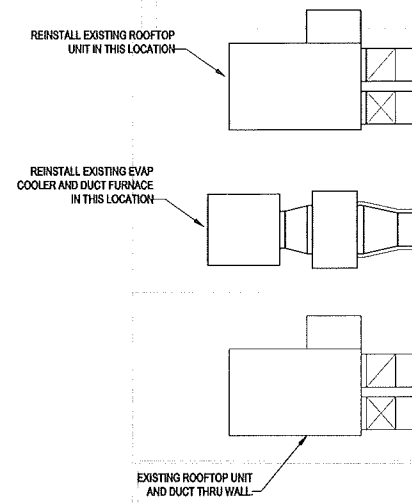 REINSTALL EXISTING ROOFTOP
UNIT IN THIS LOCATION
REINSTALL EXISTING EVAP
COOLER AND DUCT FURNACE
IN THIS LOCATION
EXISTING ROOFTOP UNIT
AND DUCT THRU WALL